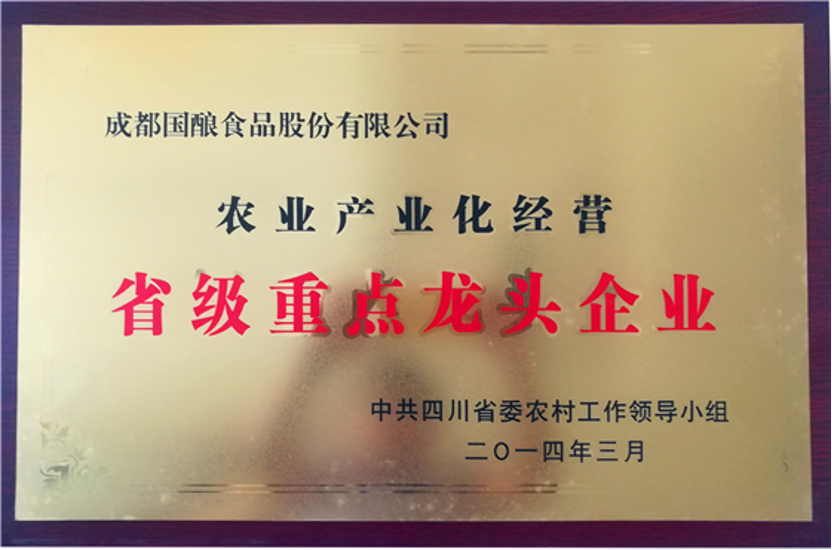 成都国酿食品股份有限公司
农业产业化经营
省级重点龙头企业
中共四川省委农村工作领导小组
二〇一四年三月